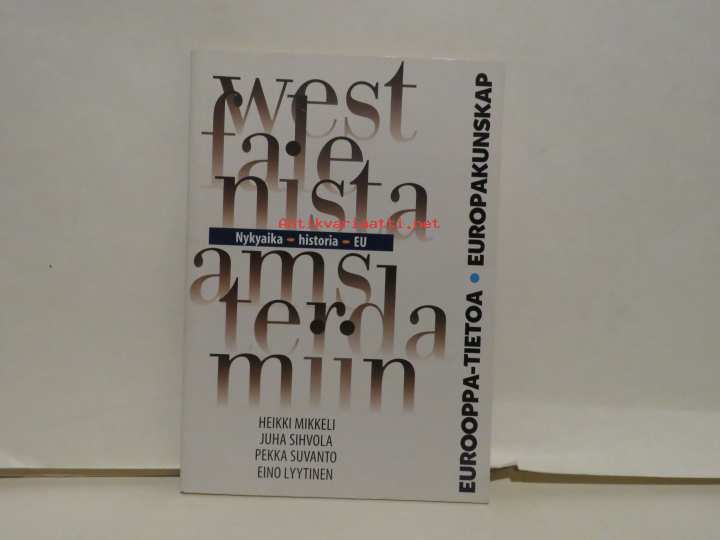 west
fale
nista
Antikvariaatti.net
Nykyaika - historia - EU
ams
terda
miin
HEIKKI MIKKELI
JUHA SIHVOLA
PEKKA SUVANTO
EINO LYYTINEN
EUROOPPA-TIETOA • EUROPAKUNSKAP